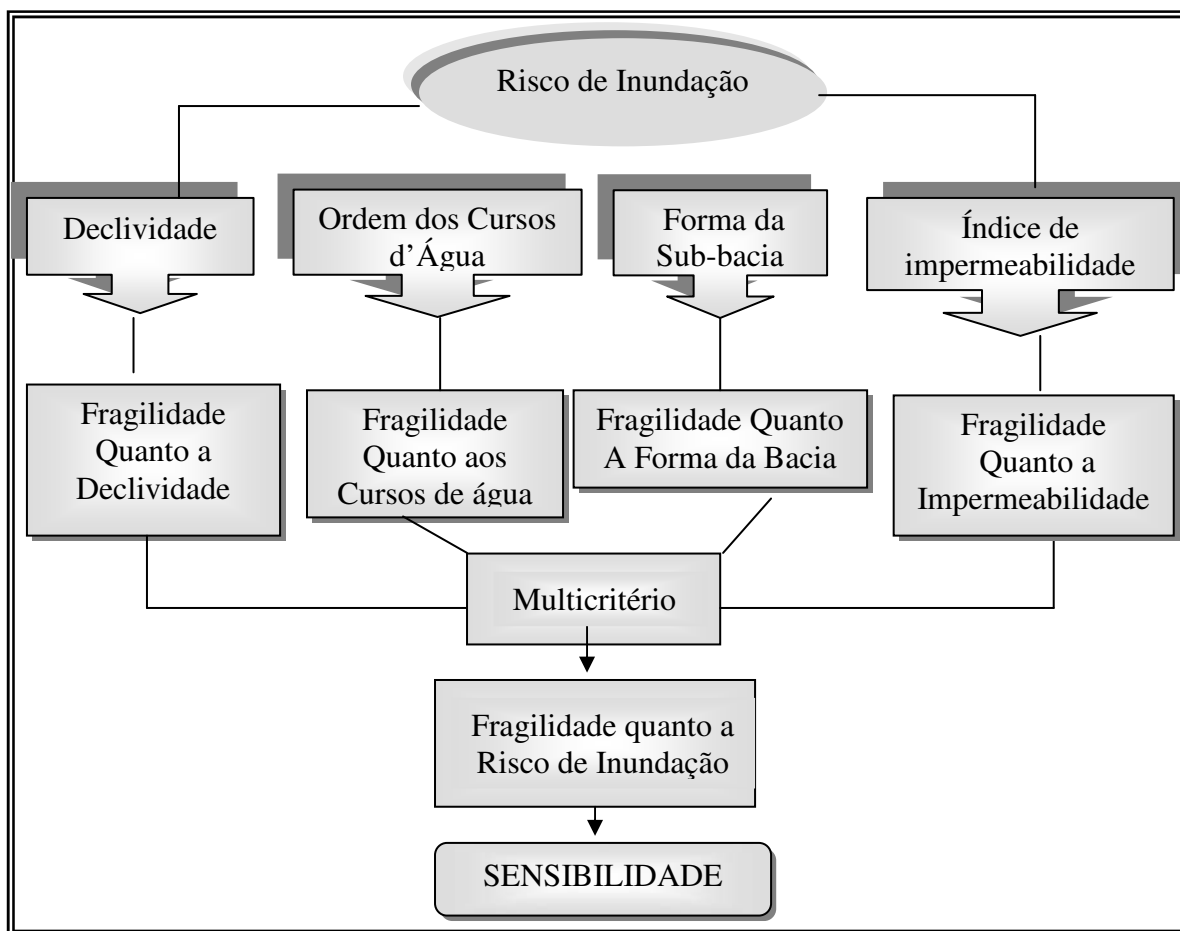 Risco de Inundação
Declividade
Ordem dos Cursos
d’Água
Forma da
Sub-bacia
Índice de
impermeabilidade
Fragilidade
Quanto a
Declividade
Fragilidade
Quanto aos
Cursos de água
Fragilidade Quanto
A Forma da Bacia
Fragilidade
Quanto a
Impermeabilidade
Multicritério
Fragilidade quanto a
Risco de Inundação
SENSIBILIDADE